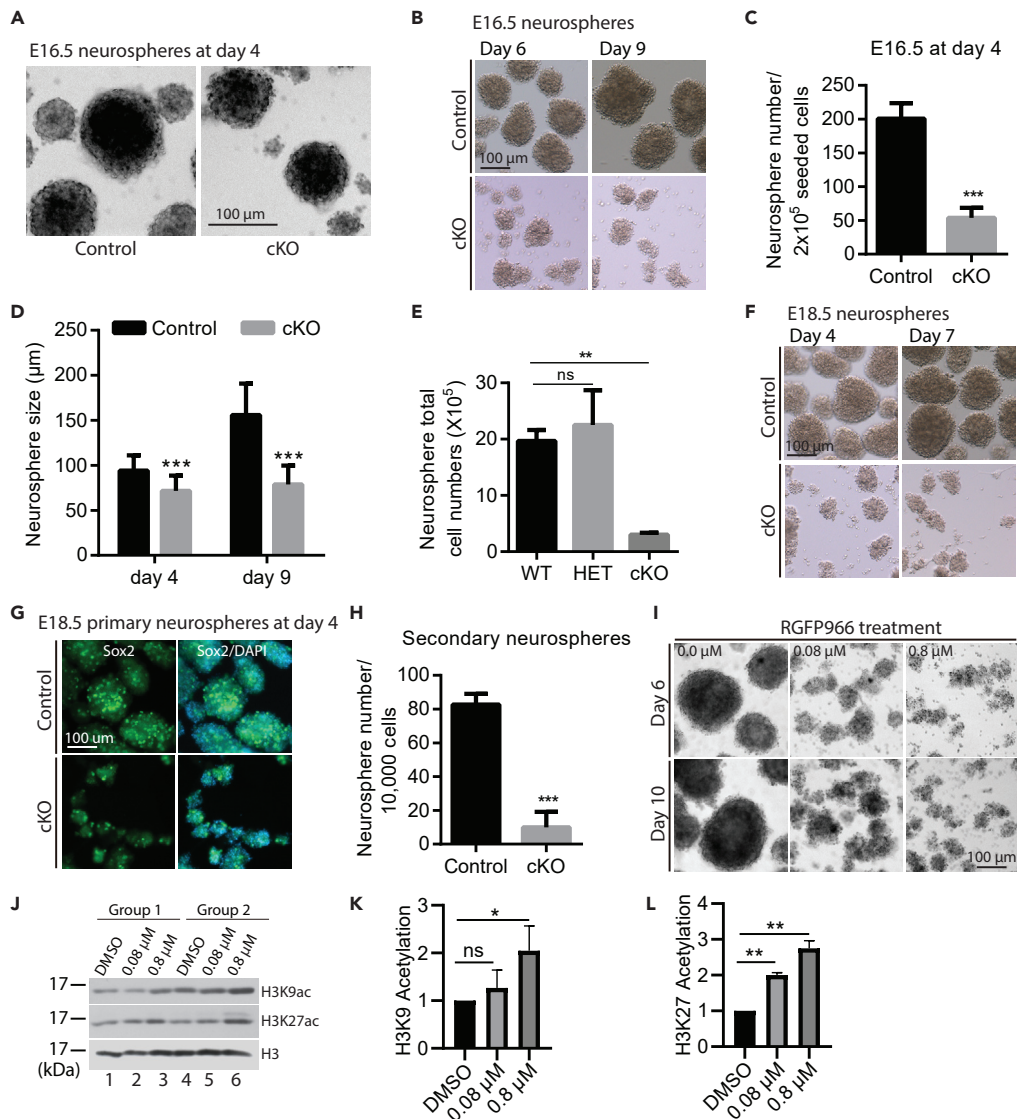 A
E16.5 neurospheres at day 4
100 µm
Control
cKO
B
E16.5 neurospheres
Day 6
Day 9
Control
100 µm
cKO
C
E16.5 at day 4
Neurosphere number/
2x10⁵ seeded cells
250
200
150
100
50
0
***
Control
cKO
D
Control
cKO
Neurosphere size (µm)
250
200
150
100
50
0
***
***
day 4
day 9
E
**
ns
Neurosphere total
cell numbers (X10⁵)
30
20
10
0
WT
HET
cKO
F
E18.5 neurospheres
Day 4
Day 7
Control
100 µm
cKO
G
E18.5 primary neurospheres at day 4
Sox2
Sox2/DAPI
Control
100 um
cKO
H
Secondary neurospheres
Neurosphere number/
10,000 cells
100
80
60
40
20
0
***
Control
cKO
I
RGFP966 treatment
0.0 µM
0.08 µM
0.8 µM
Day 6
Day 10
100 µm
J
Group 1
Group 2
DMSO
0.08 µM
0.8 µM
DMSO
0.08 µM
0.8 µM
17
H3K9ac
17
H3K27ac
17
H3
(kDa)
1 2 3 4 5 6
K
*
ns
H3K9 Acetylation
3
2
1
0
DMSO
0.08 µM
0.8 µM
L
**
**
H3K27 Acetylation
4
3
2
1
0
DMSO
0.08 µM
0.8 µM